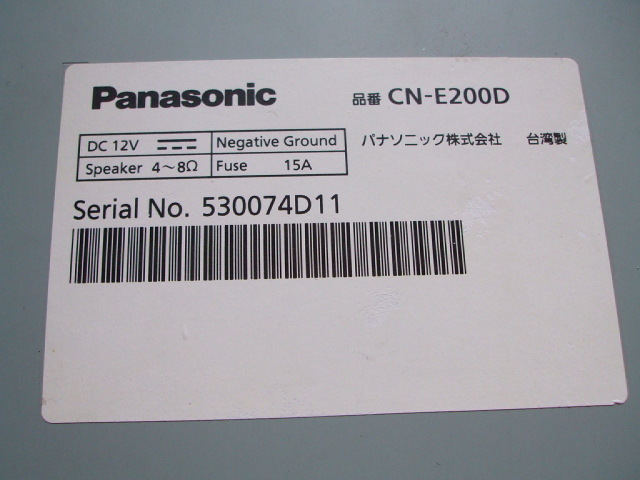 Panasonic 品番 CN-E200D
DC 12V Negative Ground パナソニック株式会社 台湾製
Speaker 4～8Ω Fuse 15A
Serial No. 530074D11